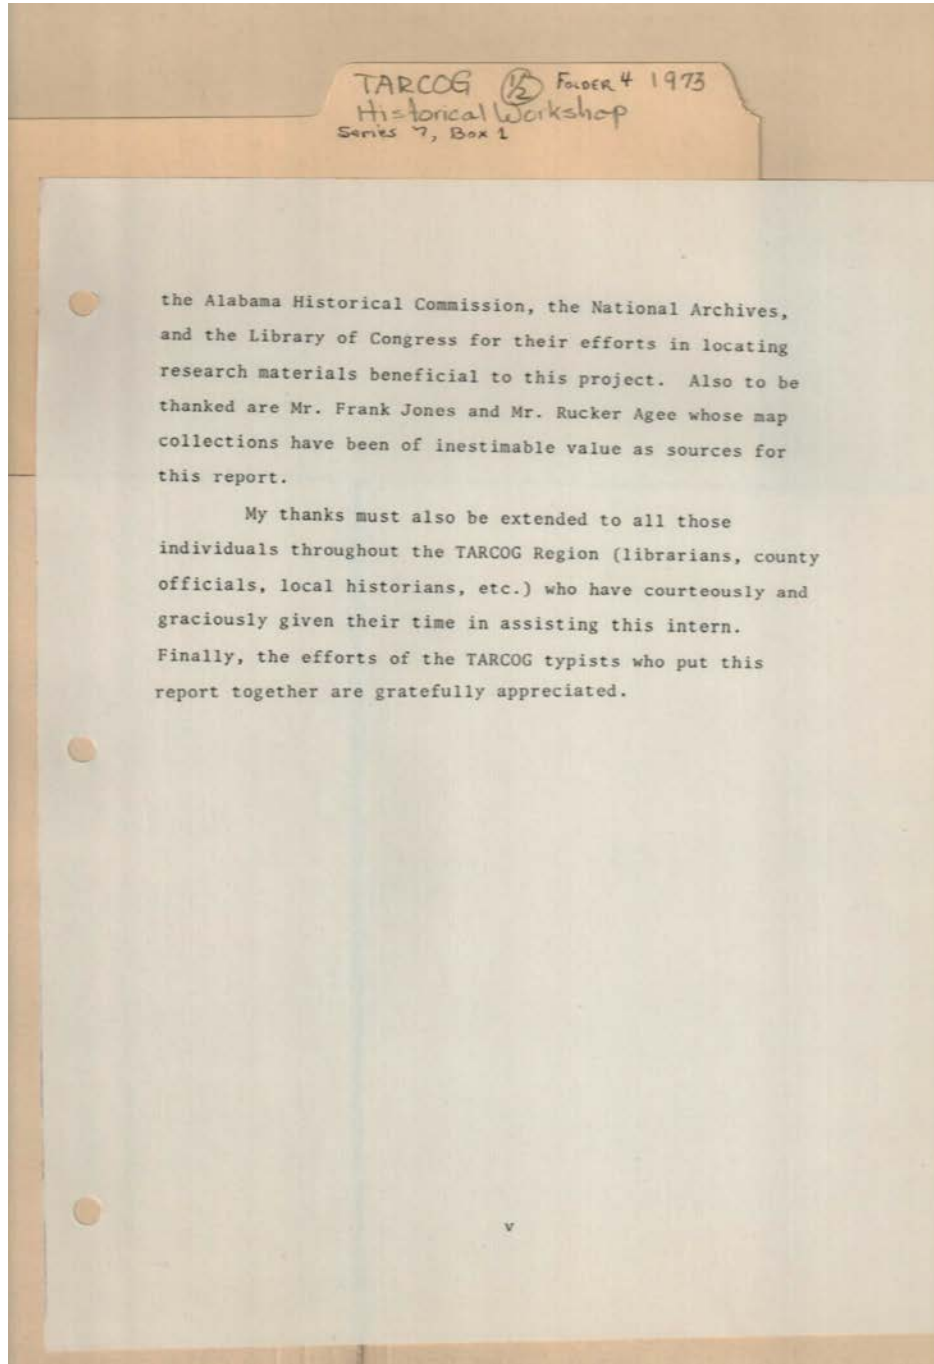 TARCOG 1/2 FOLDER 4 1973
Historical Workshop
Series 7, Box 1
the Alabama Historical Commission, the National Archives,
and the Library of Congress for their efforts in locating
research materials beneficial to this project. Also to be
thanked are Mr. Frank Jones and Mr. Rucker Agee whose map
collections have been of inestimable value as sources for
this report.
My thanks must also be extended to all those
individuals throughout the TARCOG Region (librarians, county
officials, local historians, etc.) who have courteously and
graciously given their time in assisting this intern.
Finally, the efforts of the TARCOG typists who put this
report together are gratefully appreciated.
v